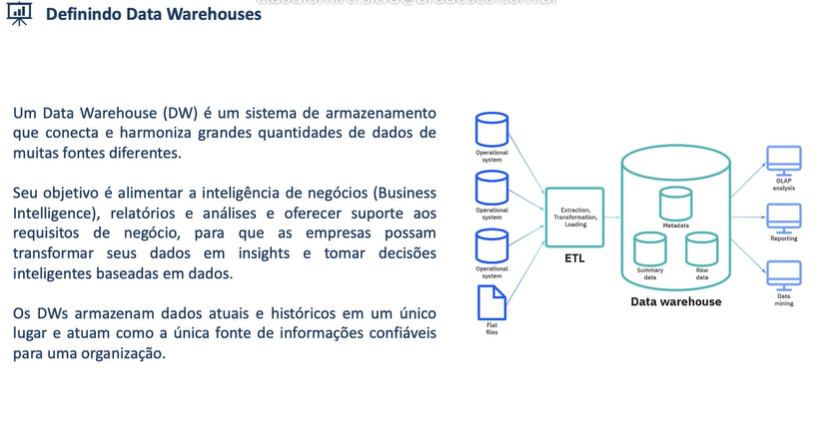 Definindo Data Warehouses
Um Data Warehouse (DW) é um sistema de armazenamento
que conecta e harmoniza grandes quantidades de dados de
muitas fontes diferentes.
Seu objetivo é alimentar a inteligência de negócios (Business
Intelligence), relatórios e análises e oferecer suporte aos
requisitos de negócio, para que as empresas possam
transformar seus dados em insights e tomar decisões
inteligentes baseadas em dados.
Os DWs armazenam dados atuais e históricos em um único
lugar e atuam como a única fonte de informações confiáveis
para uma organização.
Operational
system
Operational
system
Operational
system
Flat
files
Extraction,
Transformation,
Loading
ETL
Metadata
Summary
data
Raw
data
Data warehouse
OLAP
analysis
Reporting
Data
mining